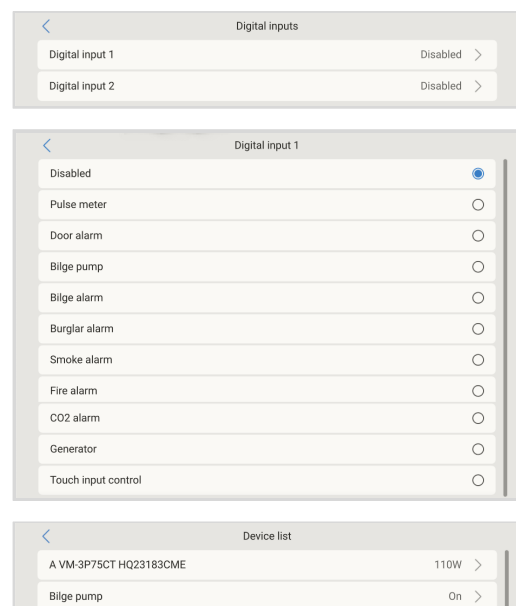 Digital inputs
Digital input 1 Disabled
Digital input 2 Disabled
Digital input 1
Disabled
Pulse meter
Door alarm
Bilge pump
Bilge alarm
Burglar alarm
Smoke alarm
Fire alarm
CO2 alarm
Generator
Touch input control
Device list
A VM-3P75CT HQ23183CME 110W
Bilge pump On